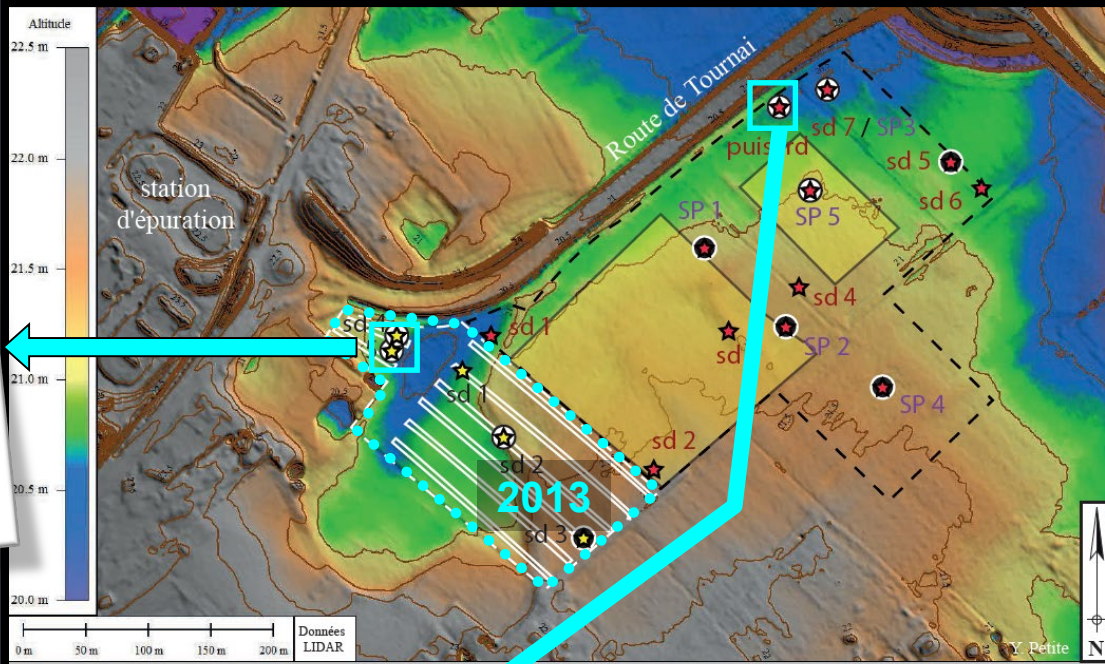 Altitude
22.5 m
22.0 m
21.5 m
21.0 m
20.5 m
20.0 m
station
d'épuration
Route de Tournai
puisard
sd 7 / SP3
sd 5
sd 6
SP 5
SP 1
sd 4
sd
SP 2
SP 4
sd 4
sd 1
sd 1
sd 2
sd 2
2013
sd 3
0 m
50 m
100 m
150 m
200 m
Données
LIDAR
Y. Petite
N